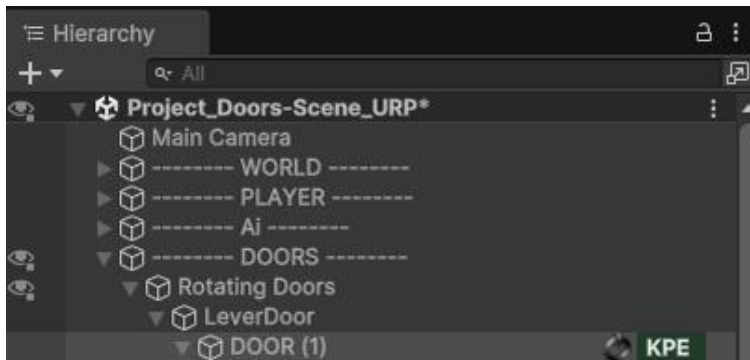 Hierarchy
All
Project_Doors-Scene_URP*
Main Camera
-------- WORLD --------
-------- PLAYER --------
-------- Ai --------
-------- DOORS --------
Rotating Doors
LeverDoor
DOOR (1) KPE